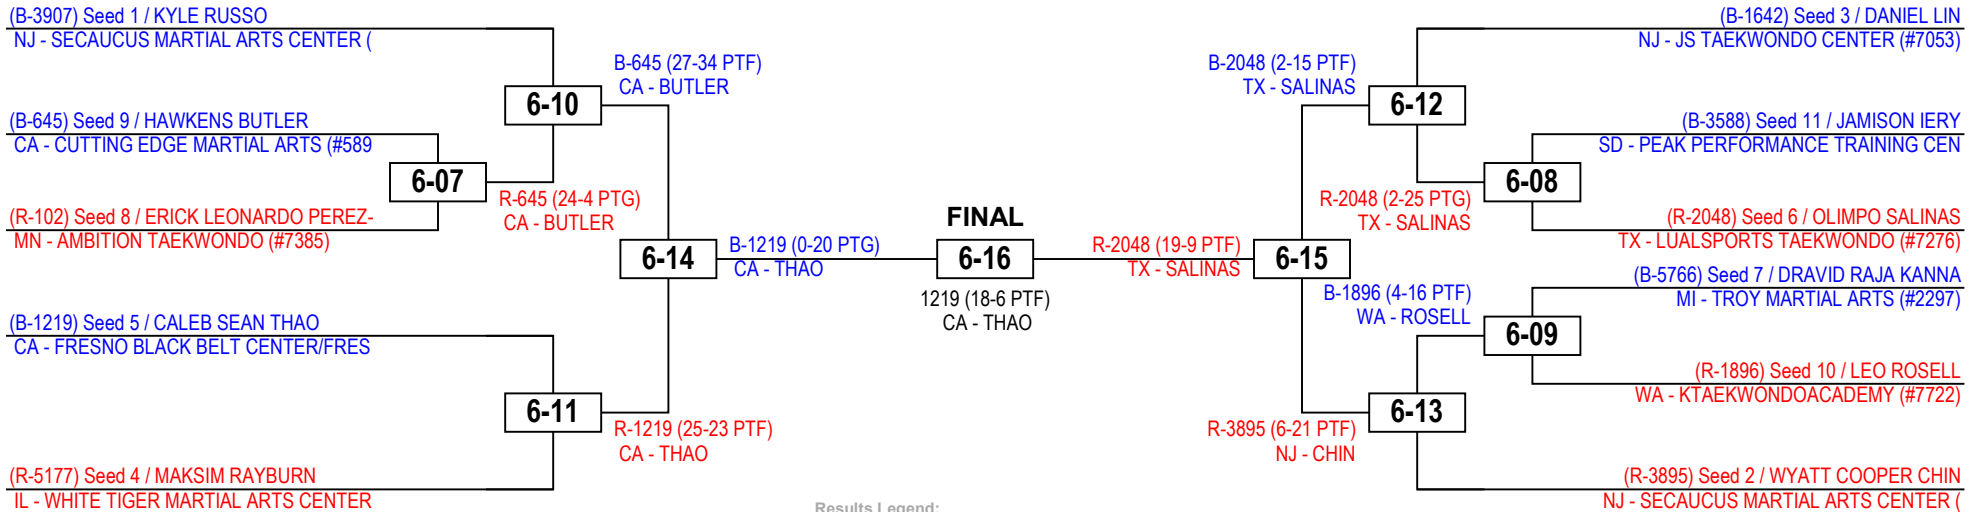 (B-3907) Seed 1 / KYLE RUSSO
NJ - SECAUCUS MARTIAL ARTS CENTER (
(B-645) Seed 9 / HAWKENS BUTLER
CA - CUTTING EDGE MARTIAL ARTS (#589
(R-102) Seed 8 / ERICK LEONARDO PEREZ-
MN - AMBITION TAEKWONDO (#7385)
(B-1219) Seed 5 / CALEB SEAN THAO
CA - FRESNO BLACK BELT CENTER/FRES
(R-5177) Seed 4 / MAKSIM RAYBURN
IL - WHITE TIGER MARTIAL ARTS CENTER
6-07
R-645 (24-4 PTG)
CA - BUTLER
6-10
B-645 (27-34 PTF)
CA - BUTLER
6-11
R-1219 (25-23 PTF)
CA - THAO
6-14
B-1219 (0-20 PTG)
CA - THAO
FINAL
6-16
1219 (18-6 PTF)
CA - THAO
R-2048 (19-9 PTF)
TX - SALINAS
6-15
B-2048 (2-15 PTF)
TX - SALINAS
6-12
R-2048 (2-25 PTG)
TX - SALINAS
6-08
B-1896 (4-16 PTF)
WA - ROSELL
6-09
R-3895 (6-21 PTF)
NJ - CHIN
6-13
(B-1642) Seed 3 / DANIEL LIN
NJ - JS TAEKWONDO CENTER (#7053)
(B-3588) Seed 11 / JAMISON IERY
SD - PEAK PERFORMANCE TRAINING CEN
(R-2048) Seed 6 / OLIMPO SALINAS
TX - LUALSPORTS TAEKWONDO (#7276)
(B-5766) Seed 7 / DRAVID RAJA KANNA
MI - TROY MARTIAL ARTS (#2297)
(R-1896) Seed 10 / LEO ROSELL
WA - KTAEKWONDOACADEMY (#7722)
(R-3895) Seed 2 / WYATT COOPER CHIN
NJ - SECAUCUS MARTIAL ARTS CENTER (
Results Legend: